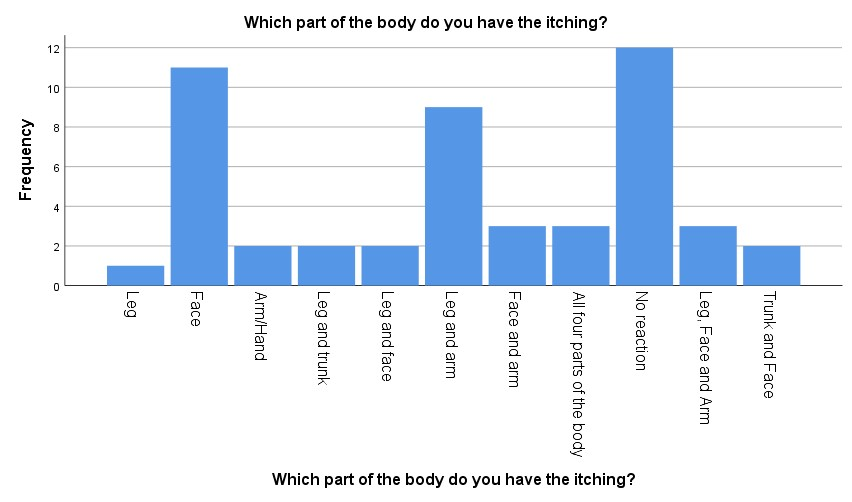 Which part of the body do you have the itching?
Frequency
12
10
8
6
4
2
0
Leg
Face
Arm/Hand
Leg and trunk
Leg and face
Leg and arm
Face and arm
All four parts of the body
No reaction
Leg, Face and Arm
Trunk and Face
Which part of the body do you have the itching?